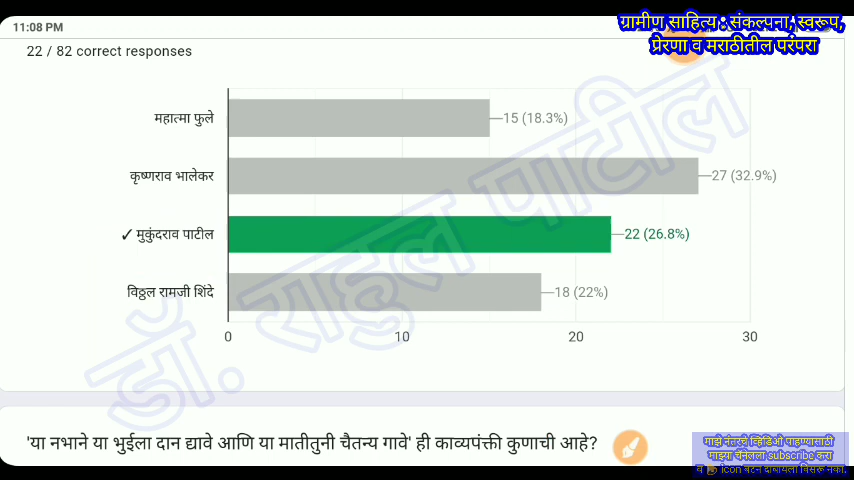 11:08 PM
ग्रामीण साहित्य : संकल्पना, स्वरूप,
प्रेरणा व मराठीतील परंपरा
22 / 82 correct responses
महात्मा फुले 15 (18.3%)
कृष्णराव भालेकर 27 (32.9%)
✓ मुकुंदराव पाटील 22 (26.8%)
विठ्ठल रामजी शिंदे 18 (22%)
0 10 20 30
डॉ. राहुल पाटील
'या नभाने या भुईला दान द्यावे आणि या मातीतुनी चैतन्य गावे' ही काव्यपंक्ती कुणाची आहे?
माझे नंतरचे व्हिडिओ पाहण्यासाठी
माझ्या चॅनेलला subscribe करा
व 🔔 icon बटन दाबायला विसरू नका.